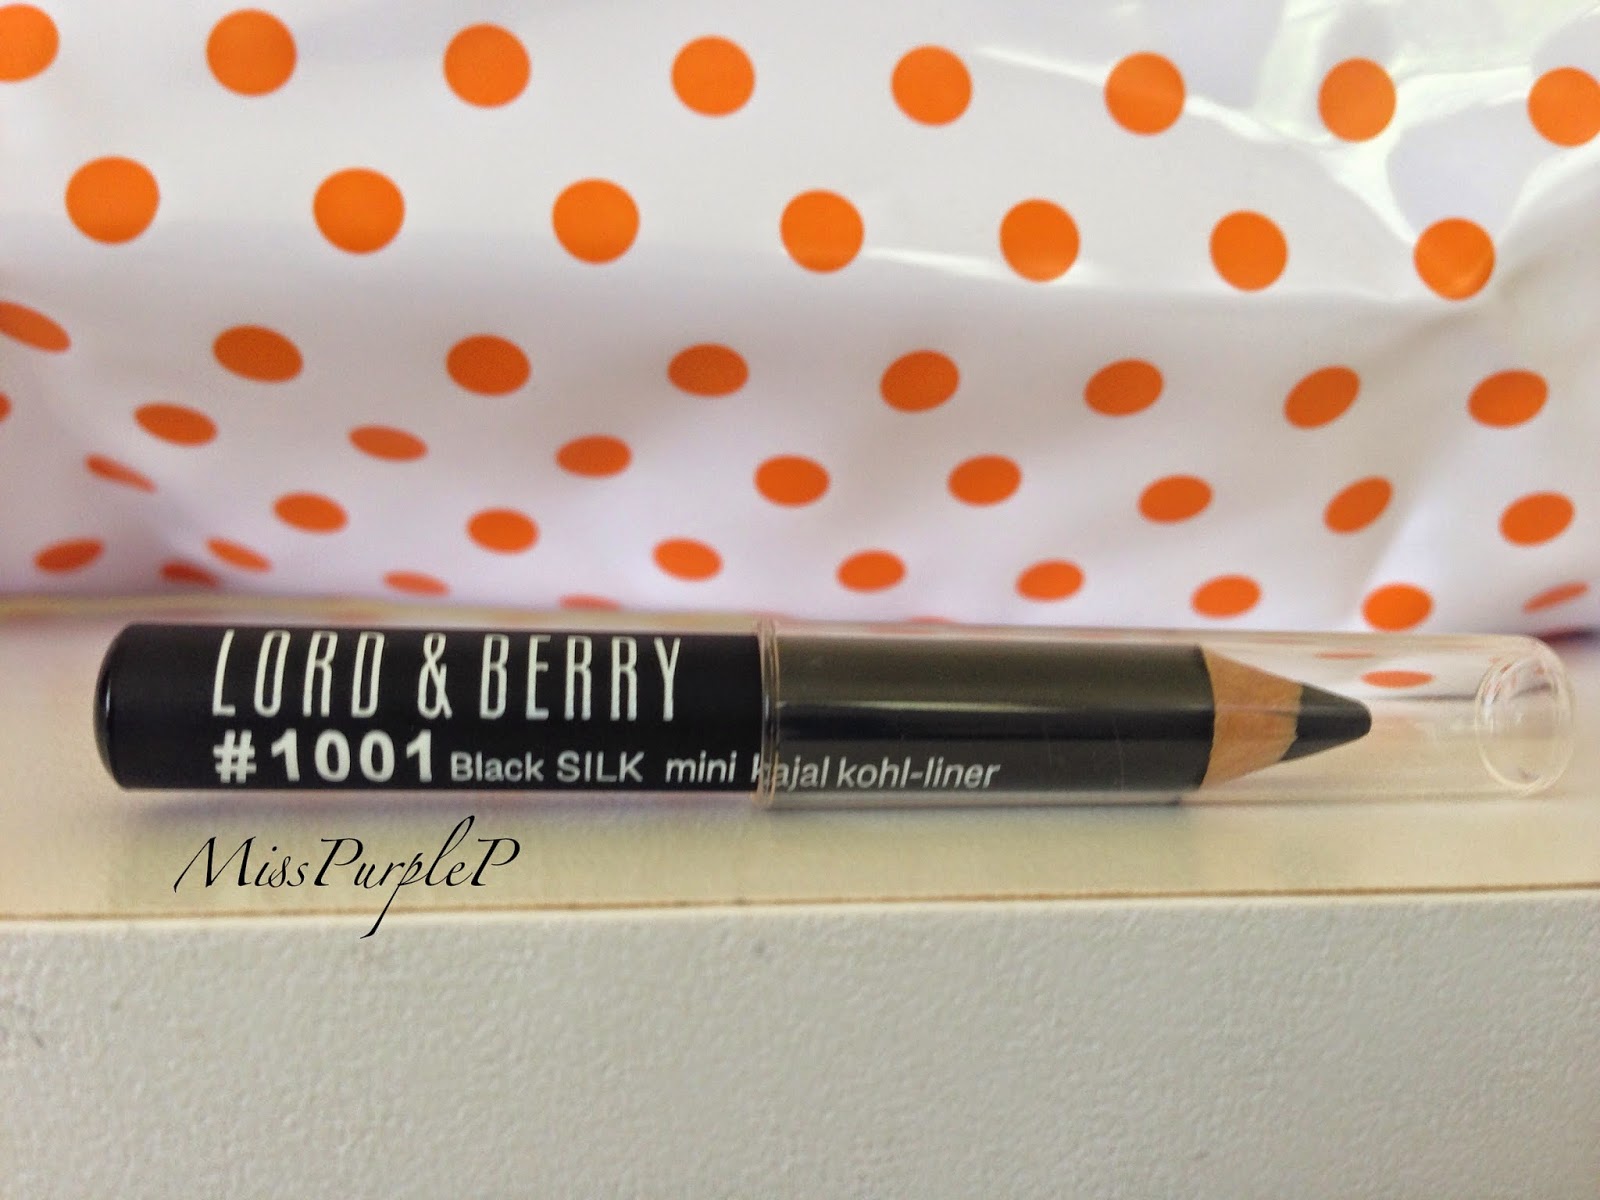 LORD & BERRY
#1001 Black SILK mini kajal kohl-liner
MissPurpleP